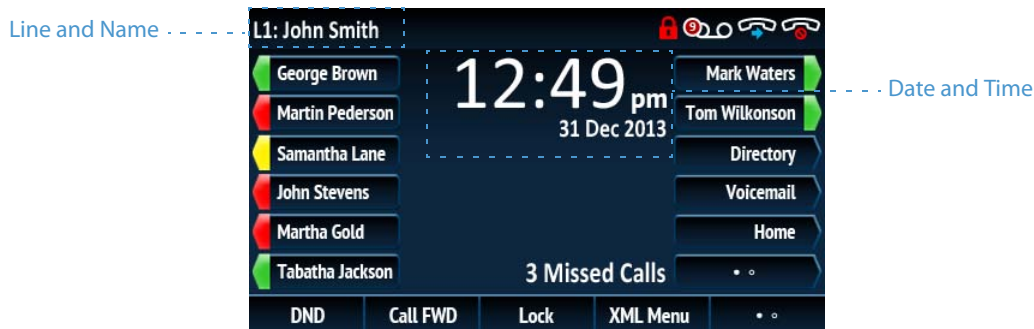 Line and Name
L1: John Smith
9
George Brown
Martin Pederson
Samantha Lane
John Stevens
Martha Gold
Tabatha Jackson
12:49 pm
31 Dec 2013
3 Missed Calls
Mark Waters
Tom Wilkonson
Directory
Voicemail
Home
Date and Time
DND Call FWD Lock XML Menu